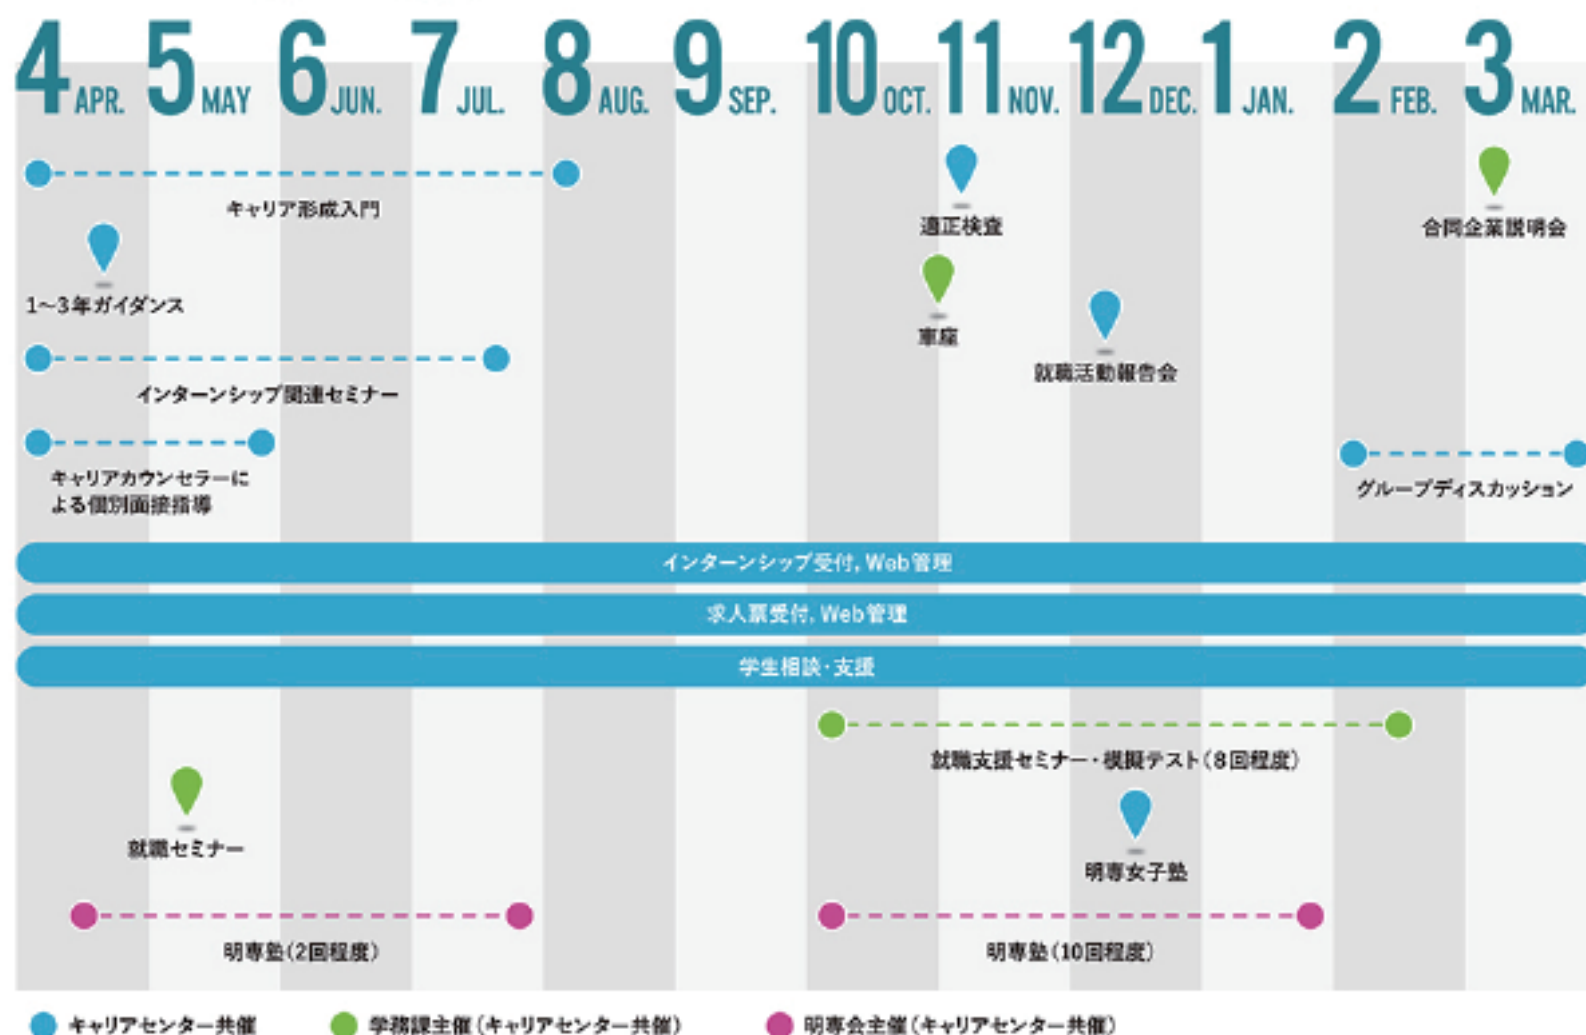 4 APR. 5 MAY 6 JUN. 7 JUL. 8 AUG. 9 SEP. 10 OCT. 11 NOV. 12 DEC. 1 JAN. 2 FEB. 3 MAR.
キャリア形成入門
適正検査
合同企業説明会
1〜3年ガイダンス
車座
就職活動報告会
インターンシップ関連セミナー
キャリアカウンセラーに
よる個別面接指導
グループディスカッション
インターンシップ受付, Web管理
求人票受付, Web管理
学生相談・支援
就職支援セミナー・模擬テスト(8回程度)
就職セミナー
明専女子塾
明専塾(2回程度)
明専塾(10回程度)
キャリアセンター共催
学務課主催(キャリアセンター共催)
明専会主催(キャリアセンター共催)